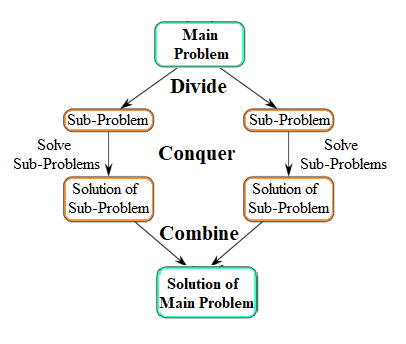 Main
Problem
Divide
Sub-Problem
Sub-Problem
Solve
Sub-Problems
Conquer
Solve
Sub-Problems
Solution of
Sub-Problem
Solution of
Sub-Problem
Combine
Solution of
Main Problem